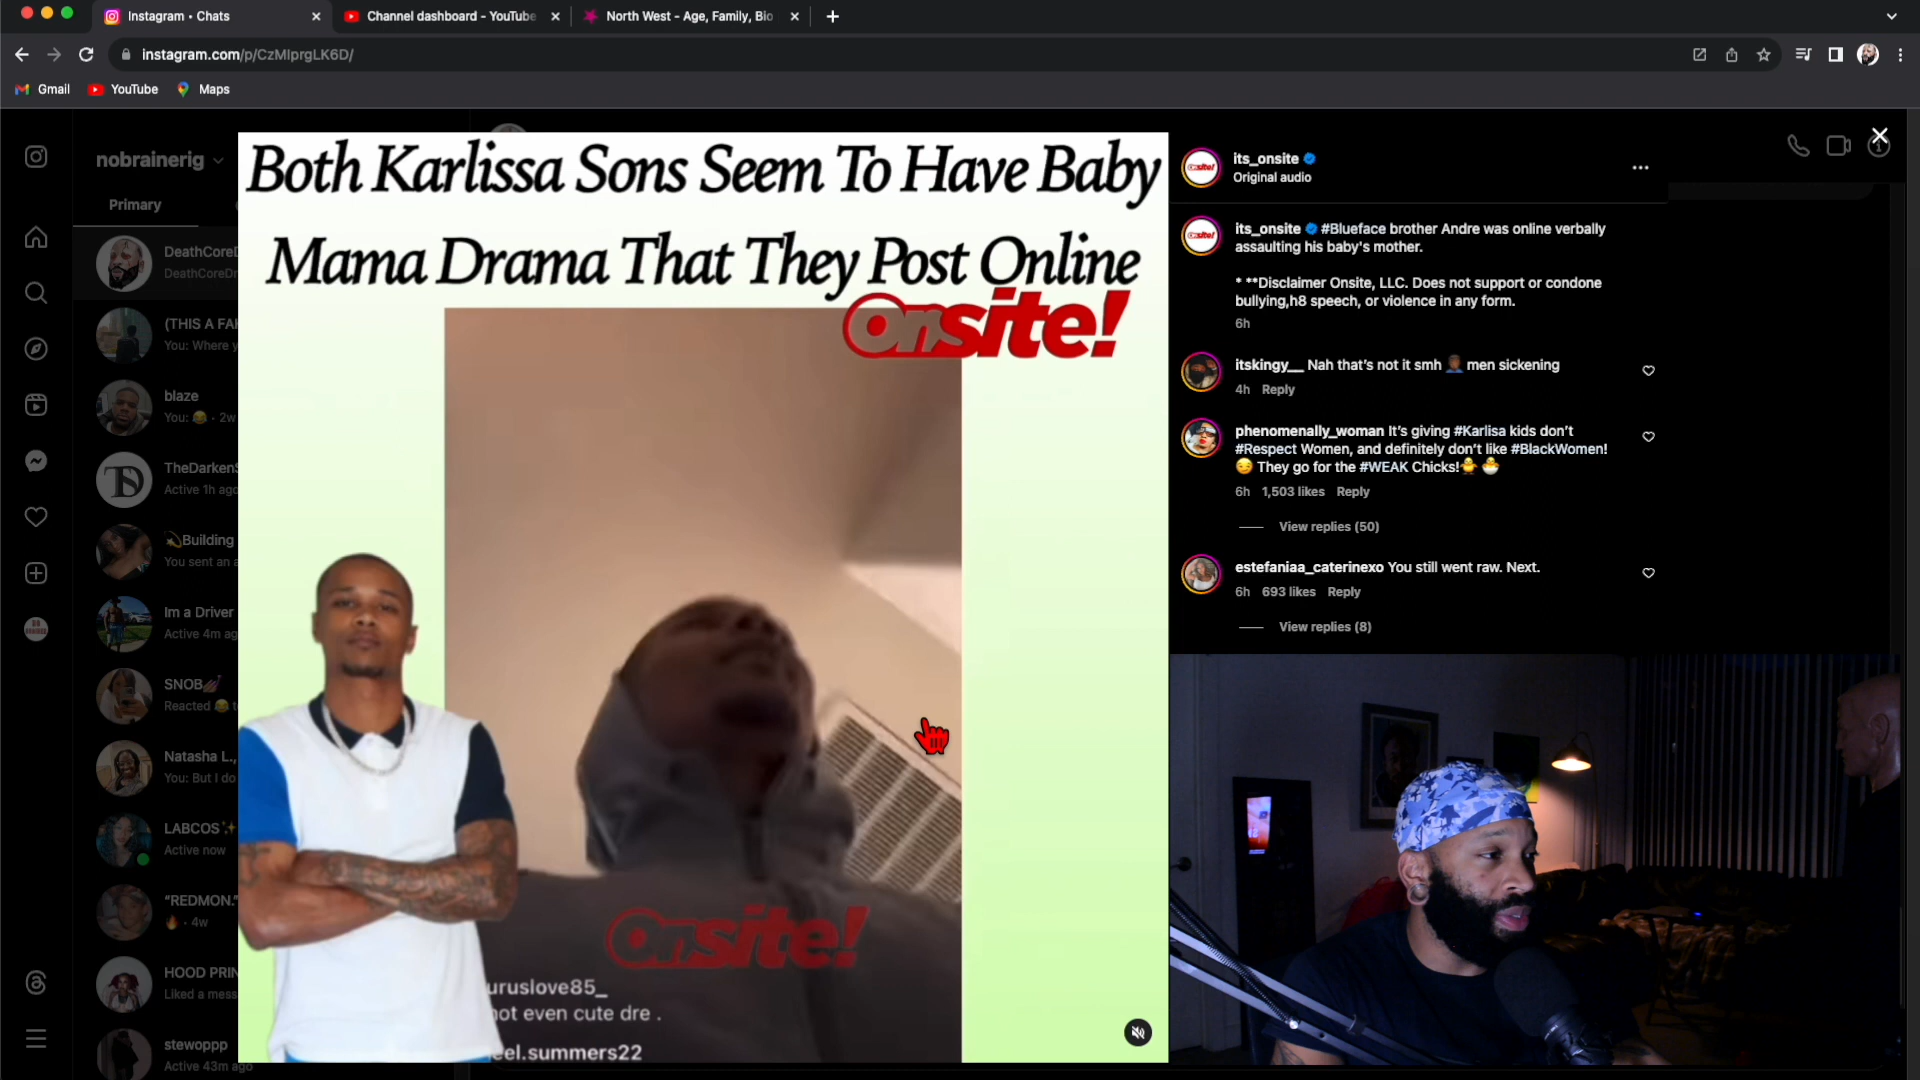 Instagram • Chats
Channel dashboard - YouTube
North West - Age, Family, Bio
instagram.com/p/CzMlprgLK6D/
Gmail
YouTube
Maps
nobrainerig
Primary
DeathCoreD
DeathCoreDr
(THIS A FAK
You: Where y
blaze
You: 😂 · 2w
TheDarkenS
Active 1h ago
💫Building
You sent an a
Im a Driver
Active 4m ag
SNOB💅🏾
Reacted 😂 t
Natasha L.,
You: But I do
LABCOS✨
Active now
"REDMON."
🔥 · 4w
HOOD PRIN
Liked a mess
stewoppp
Active 43m ago
Both Karlissa Sons Seem To Have Baby
Mama Drama That They Post Online
Onsite!
Onsite!
uruslove85_
not even cute dre .
eel.summers22
its_onsite
Original audio
its_onsite #Blueface brother Andre was online verbally
assaulting his baby's mother.
* **Disclaimer Onsite, LLC. Does not support or condone
bullying,h8 speech, or violence in any form.
6h
itskingy__ Nah that's not it smh 🤦🏾‍♂️ men sickening
4h Reply
phenomenally_woman It's giving #Karlisa kids don't
#Respect Women, and definitely don't like #BlackWomen!
😏 They go for the #WEAK Chicks!🐥🐣
6h 1,503 likes Reply
View replies (50)
estefaniaa_caterinexo You still went raw. Next.
6h 693 likes Reply
View replies (8)